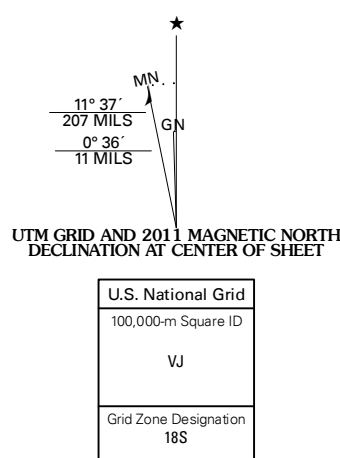 ★
MN
11° 37´
207 MILS
GN
0° 36´
11 MILS
UTM GRID AND 2011 MAGNETIC NORTH
DECLINATION AT CENTER OF SHEET
U.S. National Grid
100,000-m Square ID
VJ
Grid Zone Designation
18S